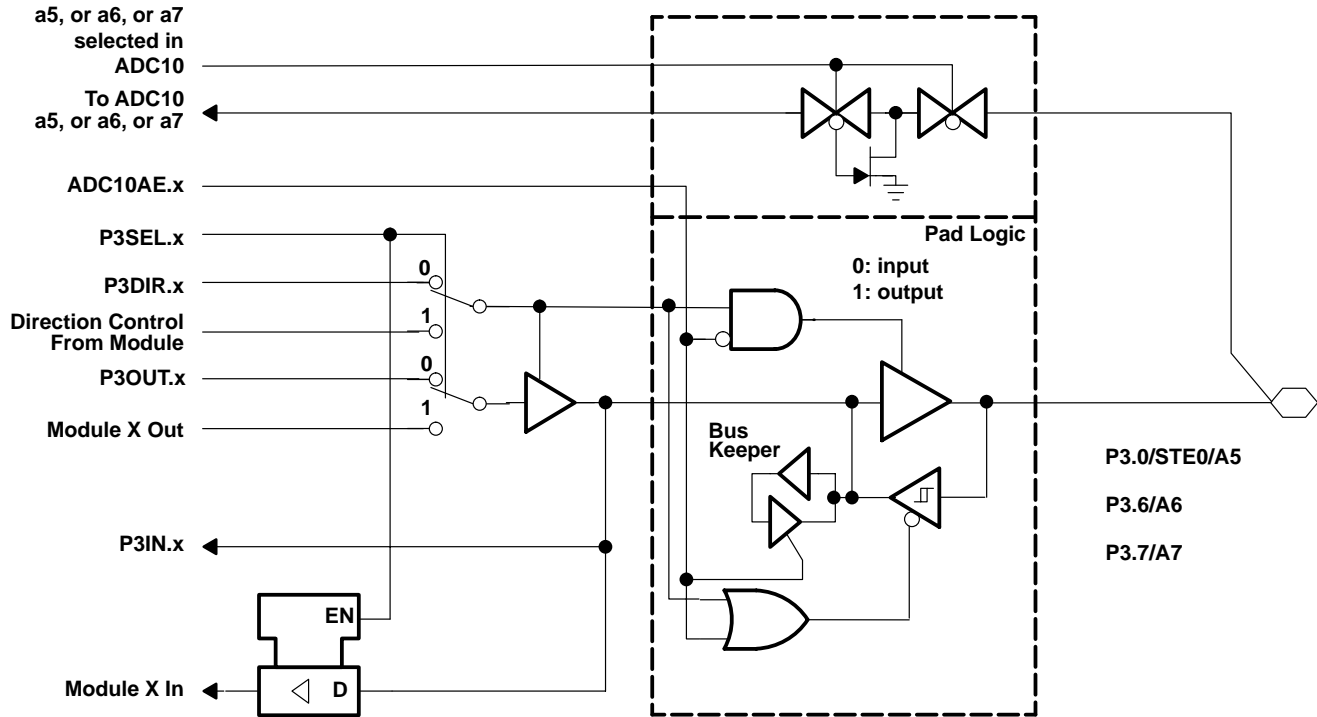 a5, or a6, or a7
selected in
ADC10
To ADC10
a5, or a6, or a7
ADC10AE.x
P3SEL.x
Pad Logic
0: input
1: output
0
P3DIR.x
1
Direction Control
From Module
0
P3OUT.x
1
Module X Out
Bus
Keeper
P3.0/STE0/A5
P3.6/A6
P3.7/A7
P3IN.x
EN
D
Module X In